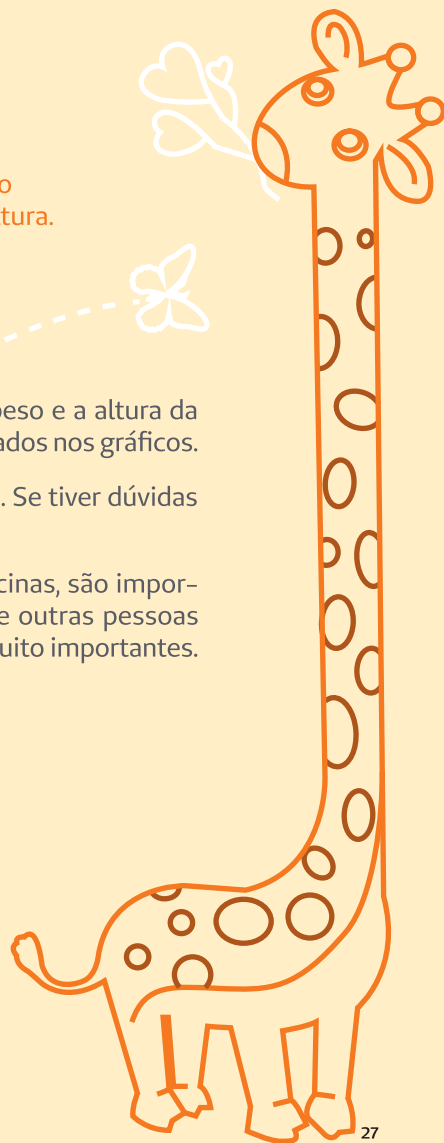 o
tura.
peso e a altura da
ados nos gráficos.
. Se tiver dúvidas
cinas, são impor-
e outras pessoas
uito importantes.
27